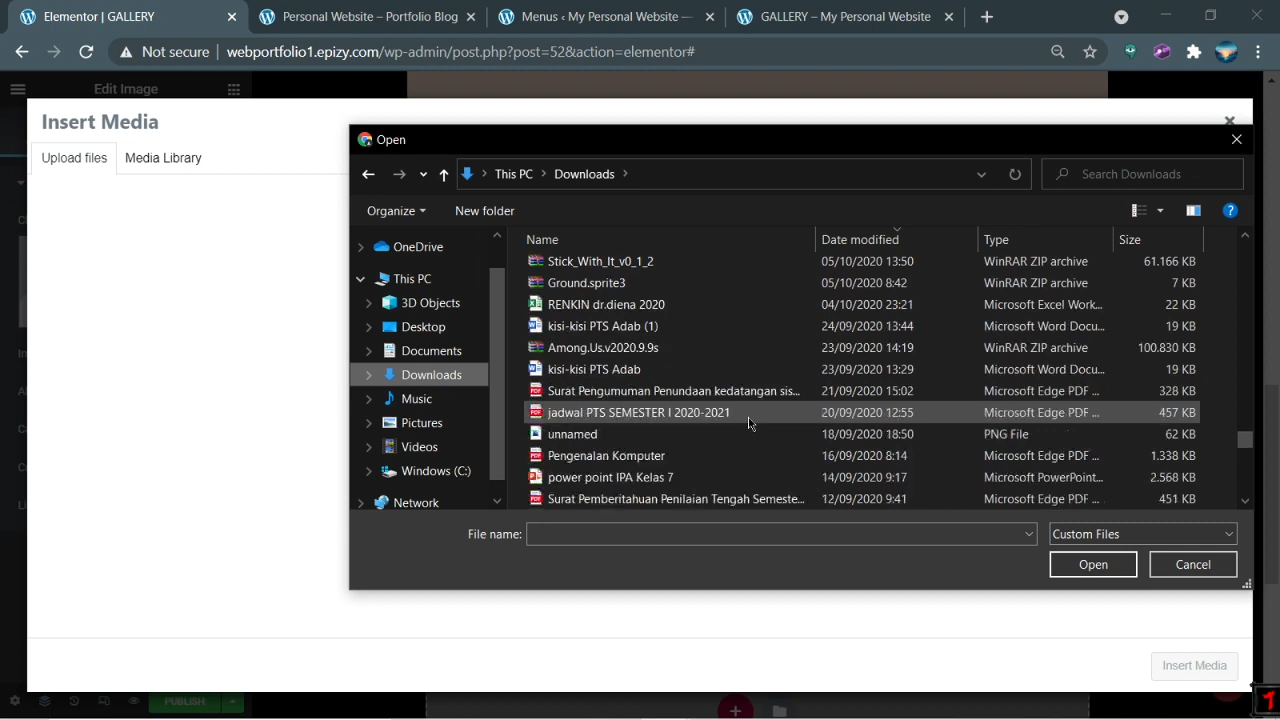 Elementor | GALLERY
Personal Website – Portfolio Blog
Menus ‹ My Personal Website —
GALLERY – My Personal Website
Not secure
webportfolio1.epizy.com/wp-admin/post.php?post=52&action=elementor#
Edit Image
Insert Media
Upload files
Media Library
Open
This PC
Downloads
Search Downloads
Organize
New folder
OneDrive
This PC
3D Objects
Desktop
Documents
Downloads
Music
Pictures
Videos
Windows (C:)
Network
Name Date modified Type Size
Stick_With_It_v0_1_2 05/10/2020 13:50 WinRAR ZIP archive 61.166 KB
Ground.sprite3 05/10/2020 8:42 WinRAR ZIP archive 7 KB
RENKIN dr.diena 2020 04/10/2020 23:21 Microsoft Excel Work... 22 KB
kisi-kisi PTS Adab (1) 24/09/2020 13:44 Microsoft Word Docu... 19 KB
Among.Us.v2020.9.9s 23/09/2020 14:19 WinRAR ZIP archive 100.830 KB
kisi-kisi PTS Adab 23/09/2020 13:29 Microsoft Word Docu... 19 KB
Surat Pengumuman Penundaan kedatangan sis... 21/09/2020 15:02 Microsoft Edge PDF ... 328 KB
jadwal PTS SEMESTER I 2020-2021 20/09/2020 12:55 Microsoft Edge PDF ... 457 KB
unnamed 18/09/2020 18:50 PNG File 62 KB
Pengenalan Komputer 16/09/2020 8:14 Microsoft Edge PDF ... 1.338 KB
power point IPA Kelas 7 14/09/2020 9:17 Microsoft PowerPoint... 2.568 KB
Surat Pemberitahuan Penilaian Tengah Semeste... 12/09/2020 9:41 Microsoft Edge PDF ... 451 KB
File name:
Custom Files
Open
Cancel
Insert Media
PUBLISH
1